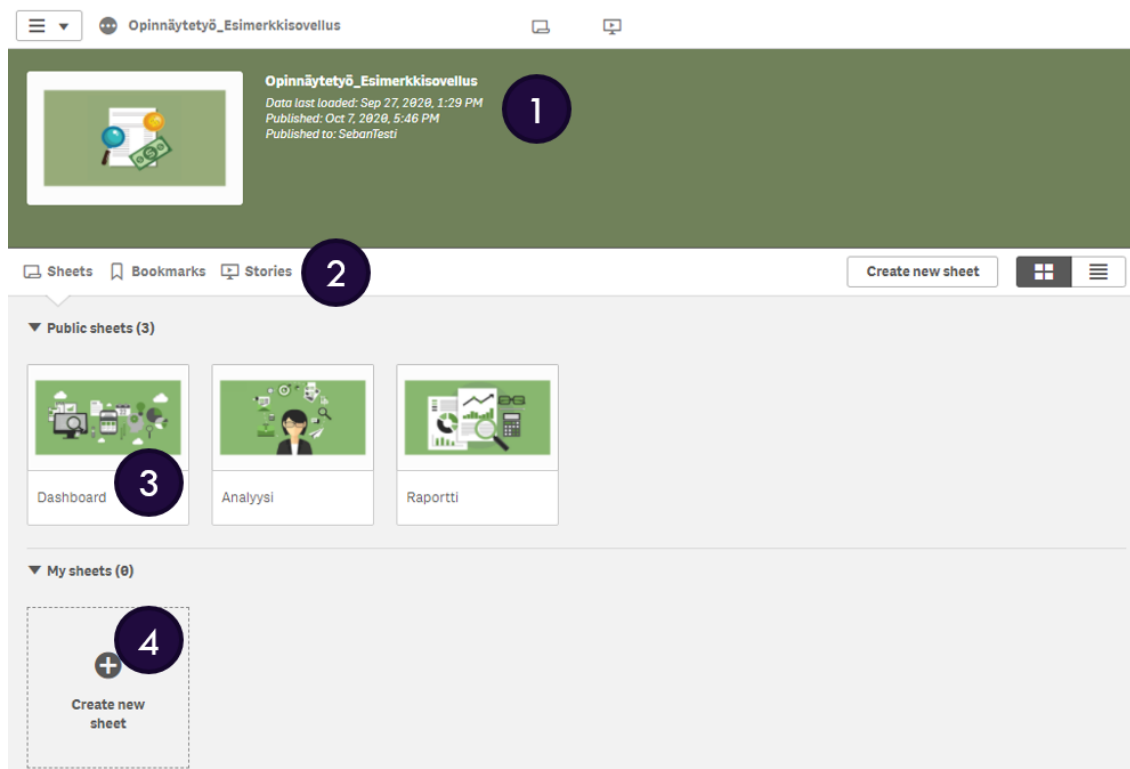 Opinnäytetyö_Esimerkkisovellus
Opinnäytetyö_Esimerkkisovellus
Data last loaded: Sep 27, 2020, 1:29 PM
Published: Oct 7, 2020, 5:46 PM
Published to: SebanTesti
1
Sheets Bookmarks Stories 2 Create new sheet
Public sheets (3)
3
Dashboard Analyysi Raportti
My sheets (0)
4
Create new
sheet